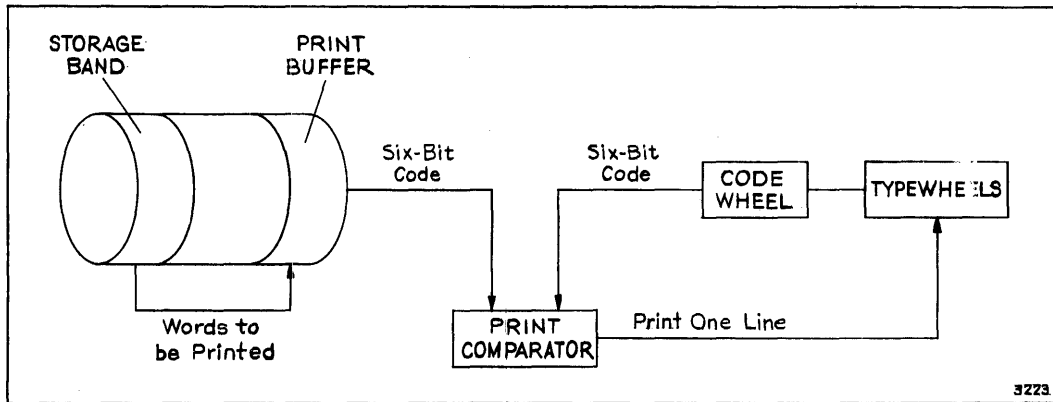 STORAGE
BAND
PRINT
BUFFER
Six-Bit
Code
Six-Bit
Code
CODE
WHEEL
TYPEWHEELS
Words to
be Printed
PRINT
COMPARATOR
Print One Line
3223